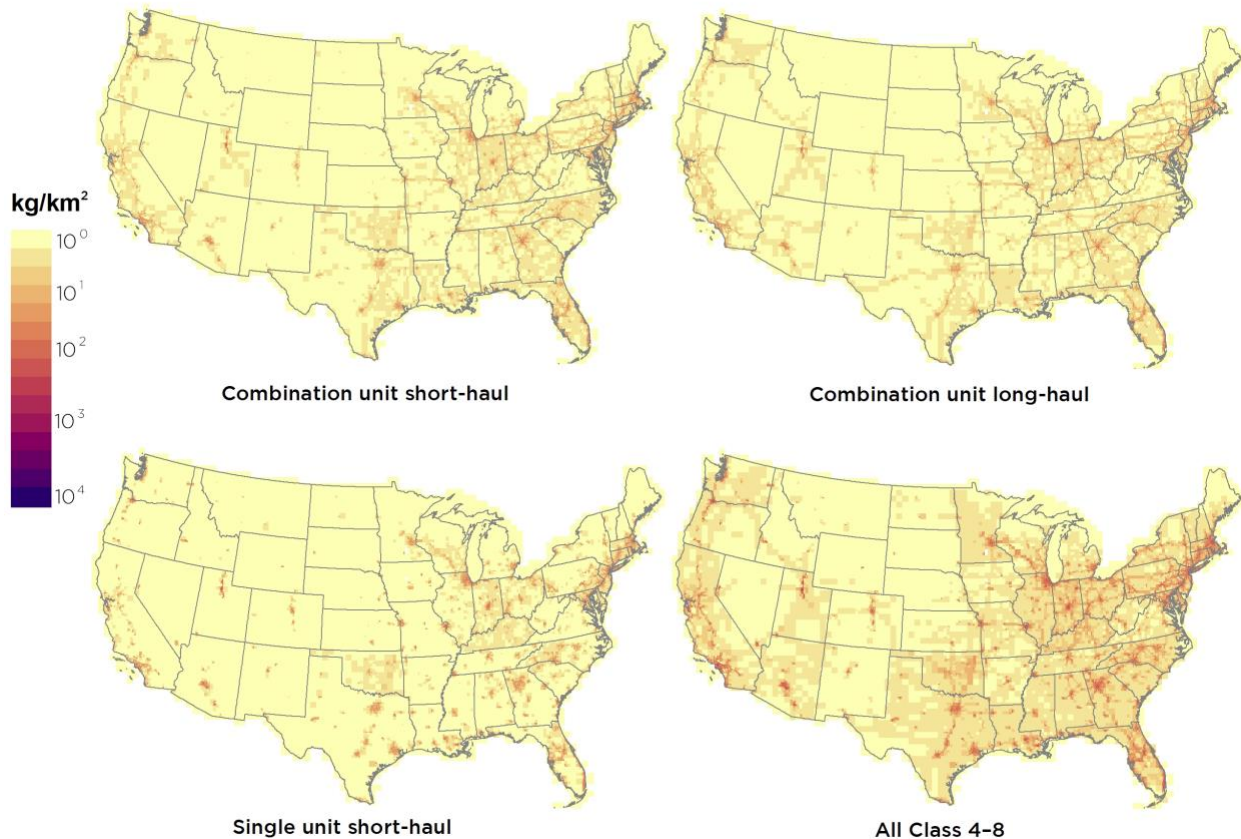 kg/km²
10⁰
10¹
10²
10³
10⁴
Combination unit short-haul
Combination unit long-haul
Single unit short-haul
All Class 4–8